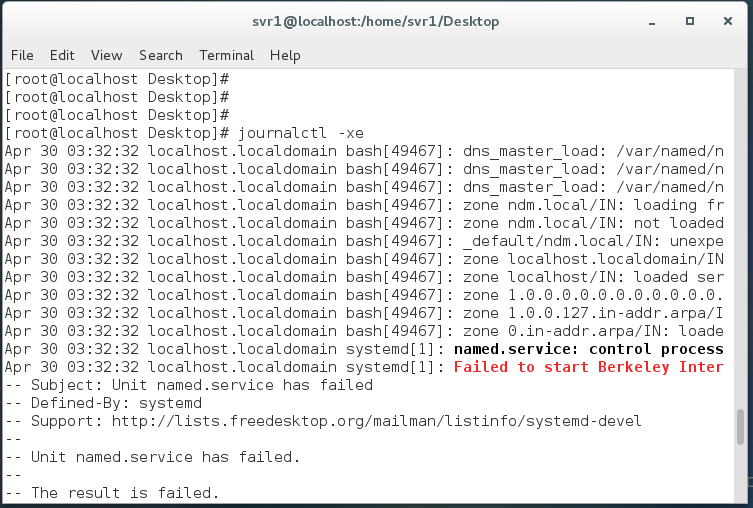 svr1@localhost:/home/svr1/Desktop
File Edit View Search Terminal Help
[root@localhost Desktop]#
[root@localhost Desktop]#
[root@localhost Desktop]#
[root@localhost Desktop]# journalctl -xe
Apr 30 03:32:32 localhost.localdomain bash[49467]: dns_master_load: /var/named/n
Apr 30 03:32:32 localhost.localdomain bash[49467]: dns_master_load: /var/named/n
Apr 30 03:32:32 localhost.localdomain bash[49467]: dns_master_load: /var/named/n
Apr 30 03:32:32 localhost.localdomain bash[49467]: zone ndm.local/IN: loading fr
Apr 30 03:32:32 localhost.localdomain bash[49467]: zone ndm.local/IN: not loaded
Apr 30 03:32:32 localhost.localdomain bash[49467]: _default/ndm.local/IN: unexpe
Apr 30 03:32:32 localhost.localdomain bash[49467]: zone localhost.localdomain/IN
Apr 30 03:32:32 localhost.localdomain bash[49467]: zone localhost/IN: loaded ser
Apr 30 03:32:32 localhost.localdomain bash[49467]: zone 1.0.0.0.0.0.0.0.0.0.0.0.
Apr 30 03:32:32 localhost.localdomain bash[49467]: zone 1.0.0.127.in-addr.arpa/I
Apr 30 03:32:32 localhost.localdomain bash[49467]: zone 0.in-addr.arpa/IN: loade
Apr 30 03:32:32 localhost.localdomain systemd[1]: named.service: control process
Apr 30 03:32:32 localhost.localdomain systemd[1]: Failed to start Berkeley Inter
-- Subject: Unit named.service has failed
-- Defined-By: systemd
-- Support: http://lists.freedesktop.org/mailman/listinfo/systemd-devel
--
-- Unit named.service has failed.
--
-- The result is failed.